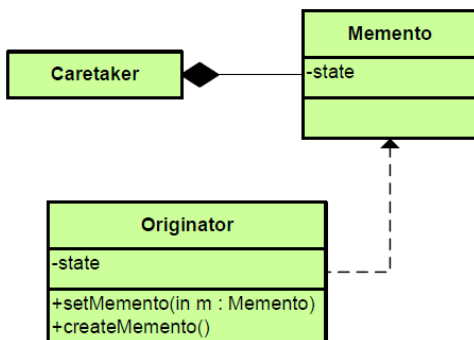 Memento
Caretaker
-state
Originator
-state
+setMemento(in m : Memento)
+createMemento()